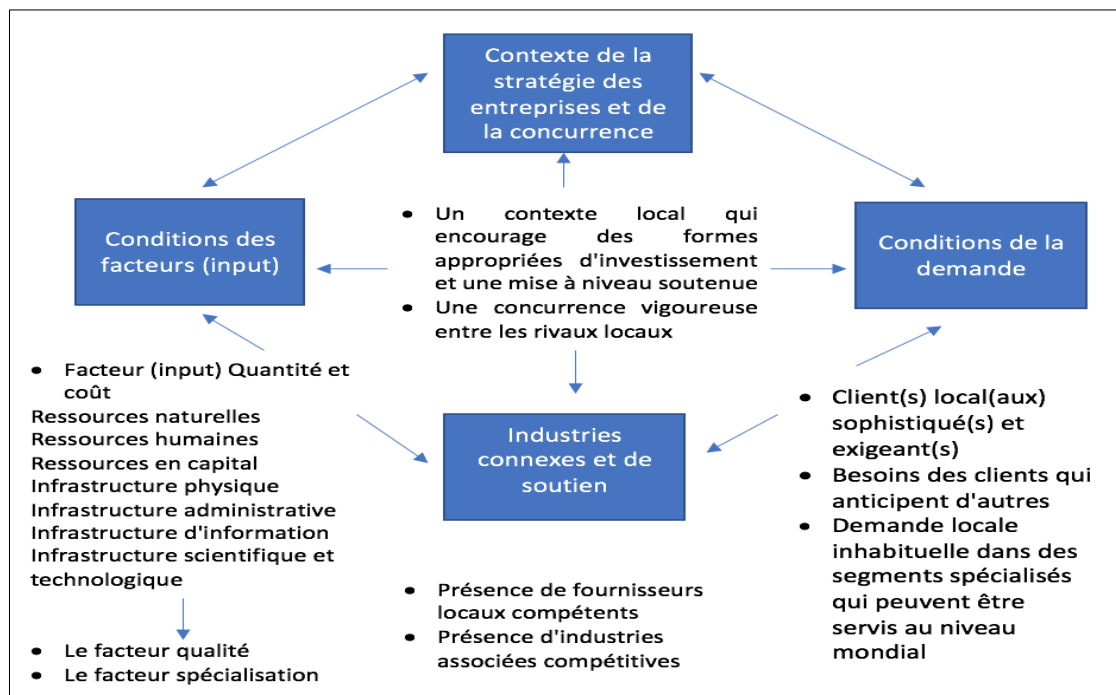 Contexte de la
stratégie des
entreprises et de
la concurrence
Conditions des
facteurs (input)
• Un contexte local qui
encourage des formes
appropriées d'investissement
et une mise à niveau soutenue
• Une concurrence vigoureuse
entre les rivaux locaux
Conditions de la
demande
• Facteur (input) Quantité et
coût
Ressources naturelles
Ressources humaines
Ressources en capital
Infrastructure physique
Infrastructure administrative
Infrastructure d'information
Infrastructure scientifique et
technologique
• Le facteur qualité
• Le facteur spécialisation
Industries
connexes et de
soutien
• Présence de fournisseurs
locaux compétents
• Présence d'industries
associées compétitives
• Client(s) local(aux)
sophistiqué(s) et
exigeant(s)
• Besoins des clients qui
anticipent d'autres
• Demande locale
inhabituelle dans des
segments spécialisés
qui peuvent être
servis au niveau
mondial